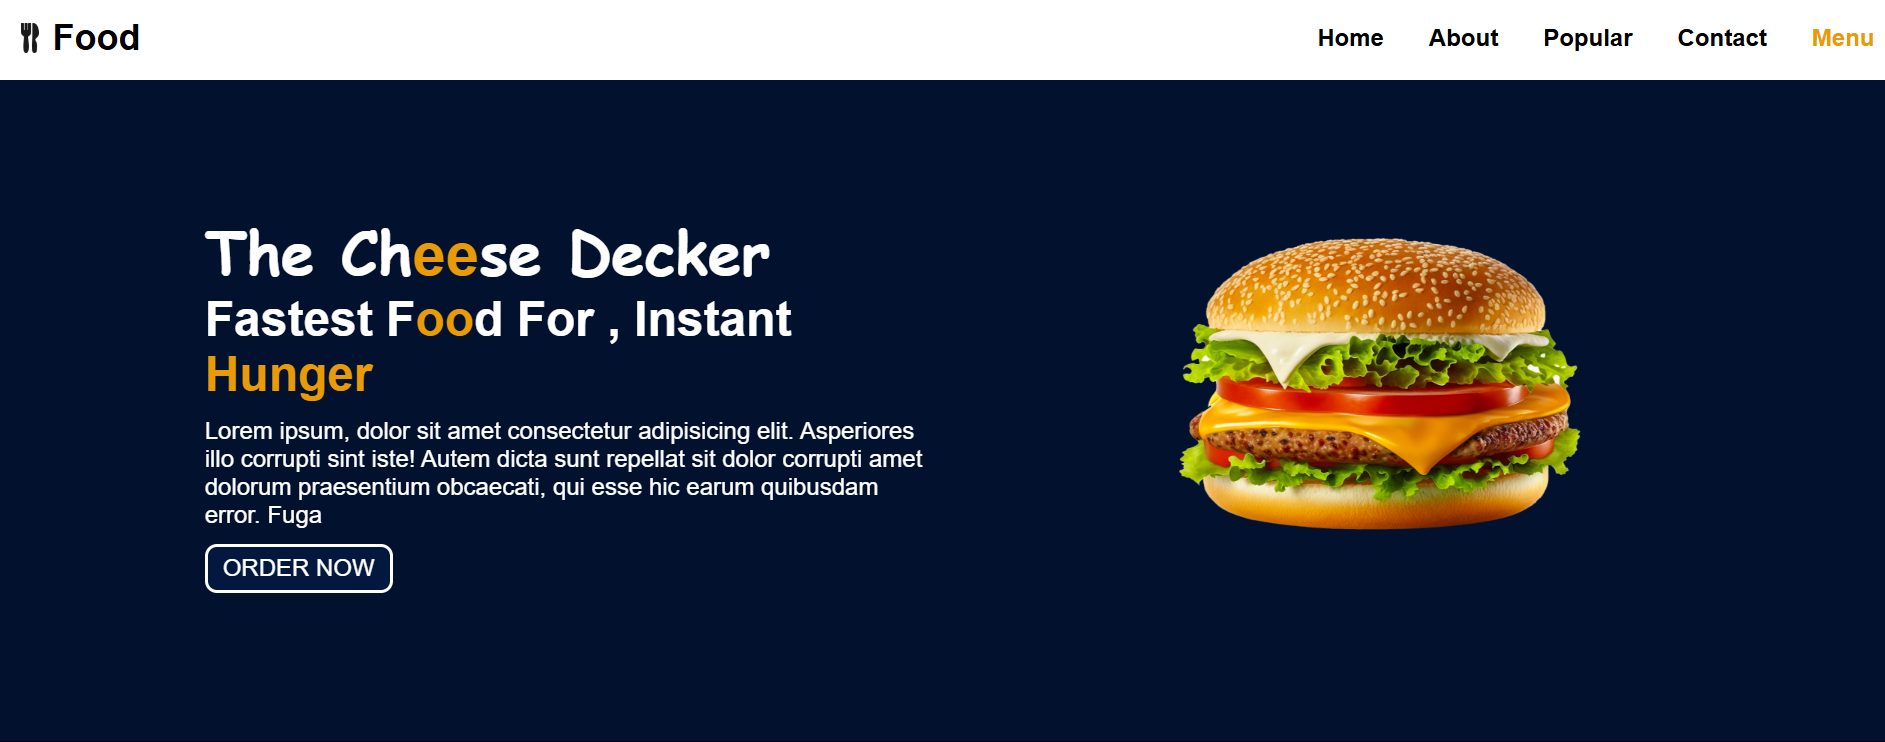 Food
Home About Popular Contact Menu
The Cheese Decker
Fastest Food For , Instant
Hunger
Lorem ipsum, dolor sit amet consectetur adipisicing elit. Asperiores
illo corrupti sint iste! Autem dicta sunt repellat sit dolor corrupti amet
dolorum praesentium obcaecati, qui esse hic earum quibusdam
error. Fuga
ORDER NOW